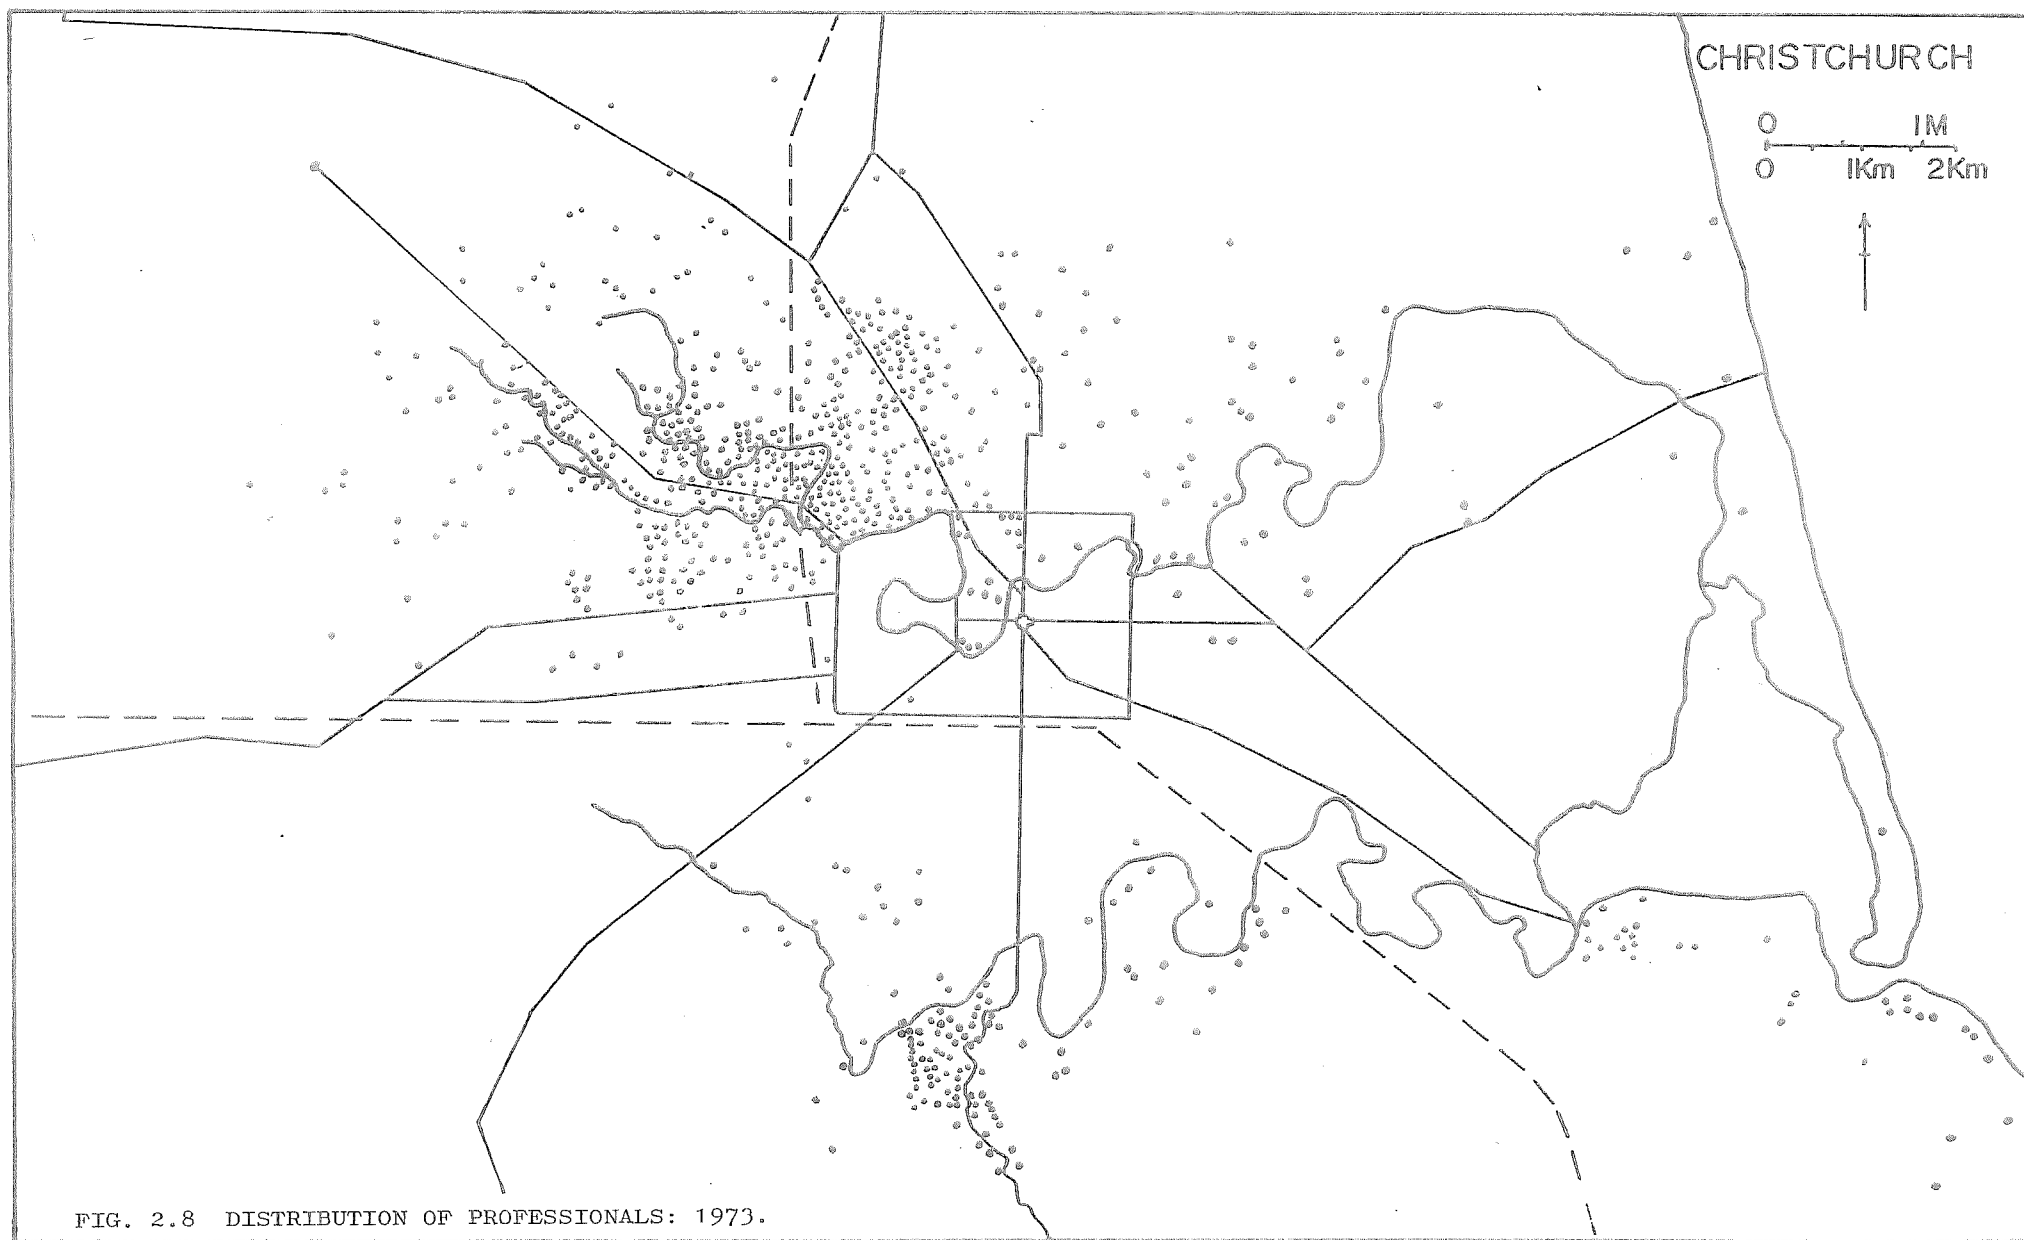 CHRISTCHURCH
0 1M
0 1Km 2Km
FIG. 2.8 DISTRIBUTION OF PROFESSIONALS: 1973.